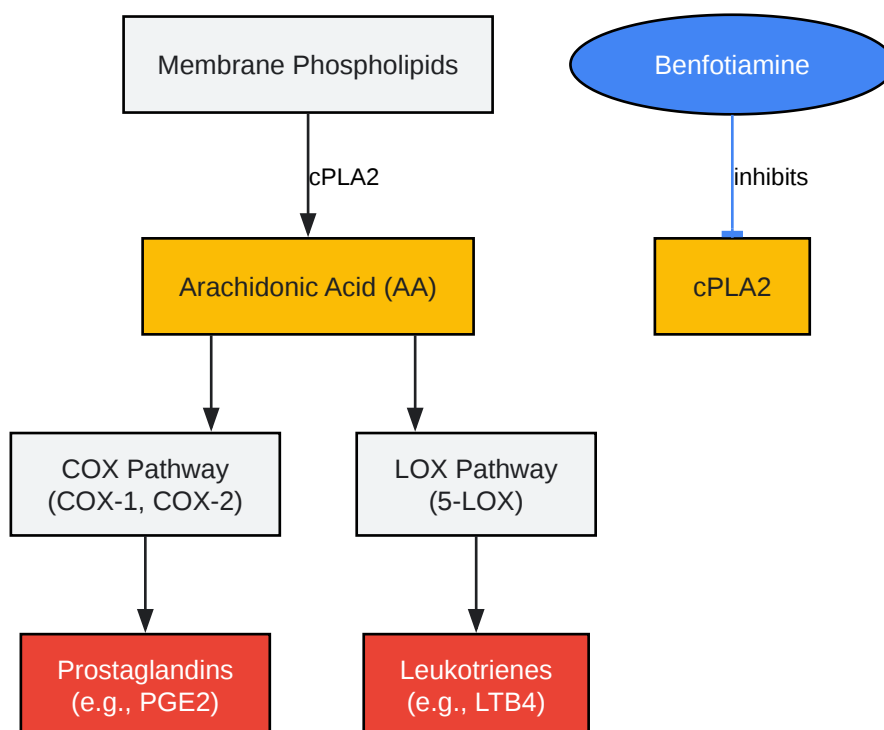 Membrane Phospholipids
Benfotiamine
cPLA2
inhibits
Arachidonic Acid (AA)
cPLA2
COX Pathway
(COX-1, COX-2)
LOX Pathway
(5-LOX)
Prostaglandins
(e.g., PGE2)
Leukotrienes
(e.g., LTB4)